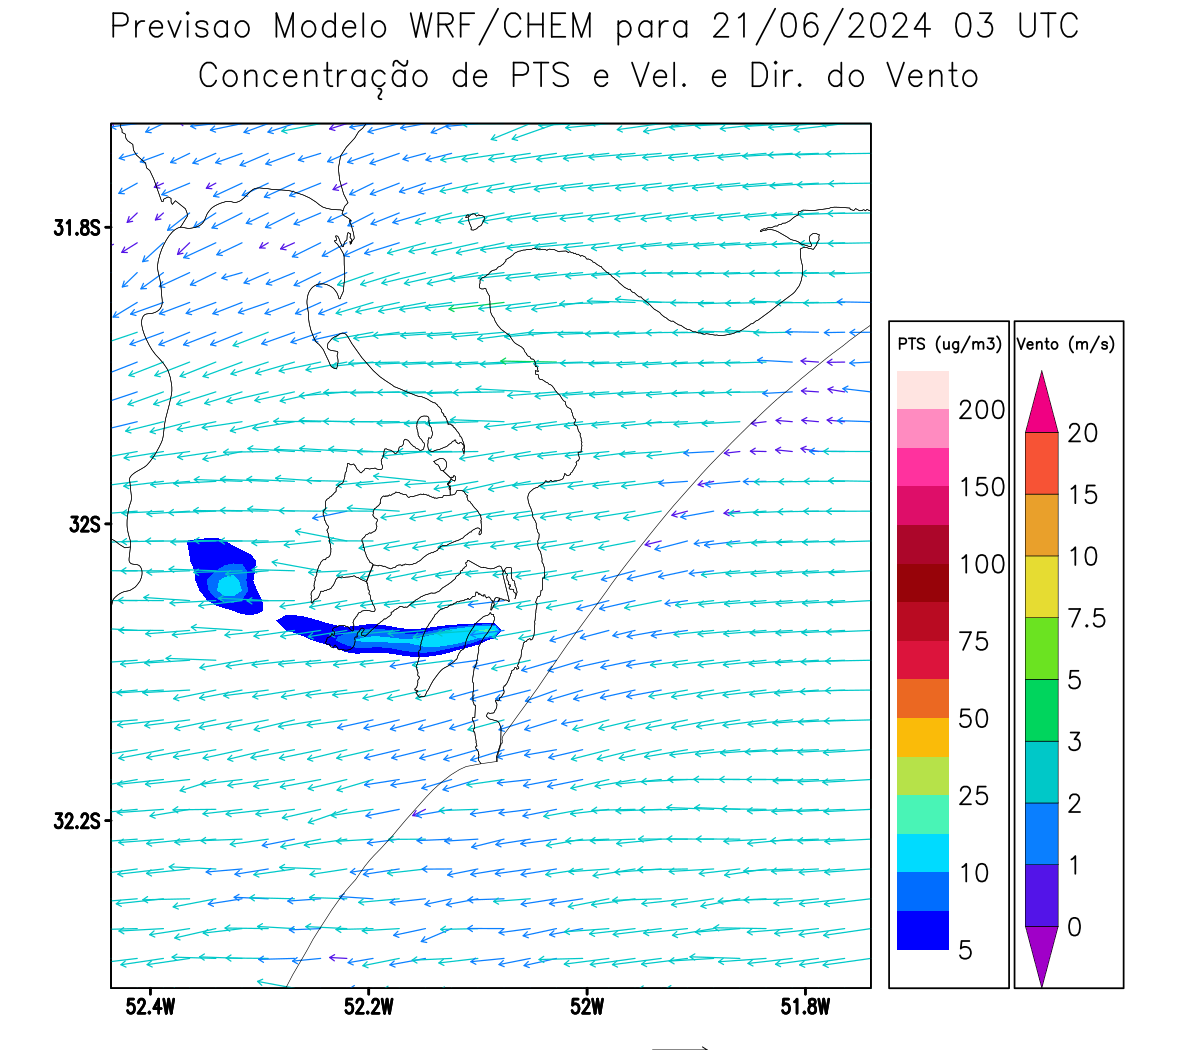 Previsao Modelo WRF/CHEM para 21/06/2024 03 UTC
Concentração de PTS e Vel. e Dir. do Vento
31.8S
32S
32.2S
52.4W 52.2W 52W 51.8W
PTS (ug/m3)
200
150
100
75
50
25
10
5
Vento (m/s)
20
15
10
7.5
5
3
2
1
0